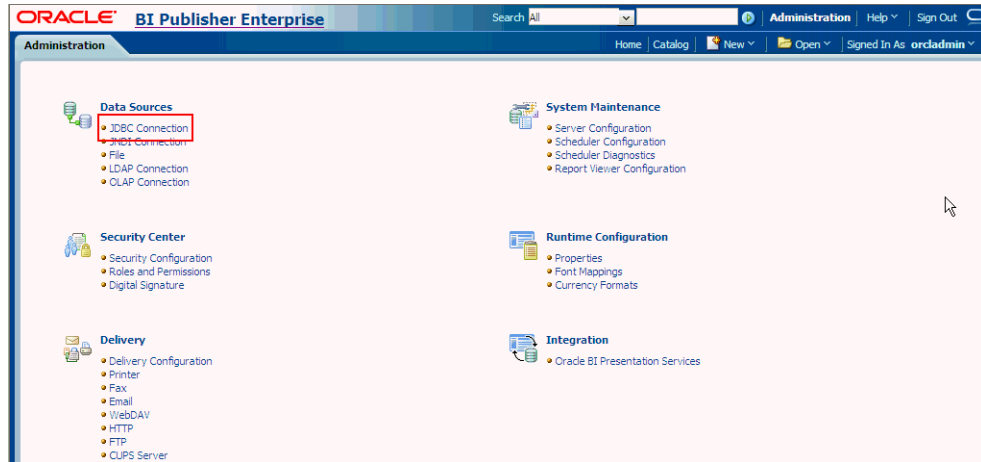 ORACLE BI Publisher Enterprise
Search All Administration Help Sign Out
Administration
Home Catalog New Open Signed In As orcladmin
Data Sources
JDBC Connection
JNDI Connection
File
LDAP Connection
OLAP Connection
System Maintenance
Server Configuration
Scheduler Configuration
Scheduler Diagnostics
Report Viewer Configuration
Security Center
Security Configuration
Roles and Permissions
Digital Signature
Runtime Configuration
Properties
Font Mappings
Currency Formats
Delivery
Delivery Configuration
Printer
Fax
Email
WebDAV
HTTP
FTP
CUPS Server
Integration
Oracle BI Presentation Services